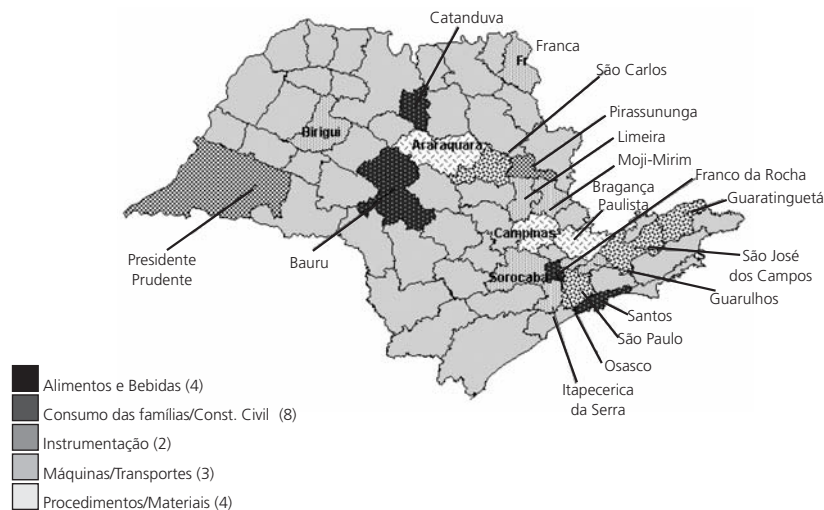 Catanduva
Franca
Fr
São Carlos
Pirassununga
Limeira
Moji-Mirim
Franco da Rocha
Bragança
Paulista
Guaratinguetá
Birigui
Araraquara
Campinas
Sorocaba
Presidente
Prudente
Bauru
São José
dos Campos
Guarulhos
Santos
São Paulo
Osasco
Itapecerica
da Serra
Alimentos e Bebidas (4)
Consumo das famílias/Const. Civil (8)
Instrumentação (2)
Máquinas/Transportes (3)
Procedimentos/Materiais (4)